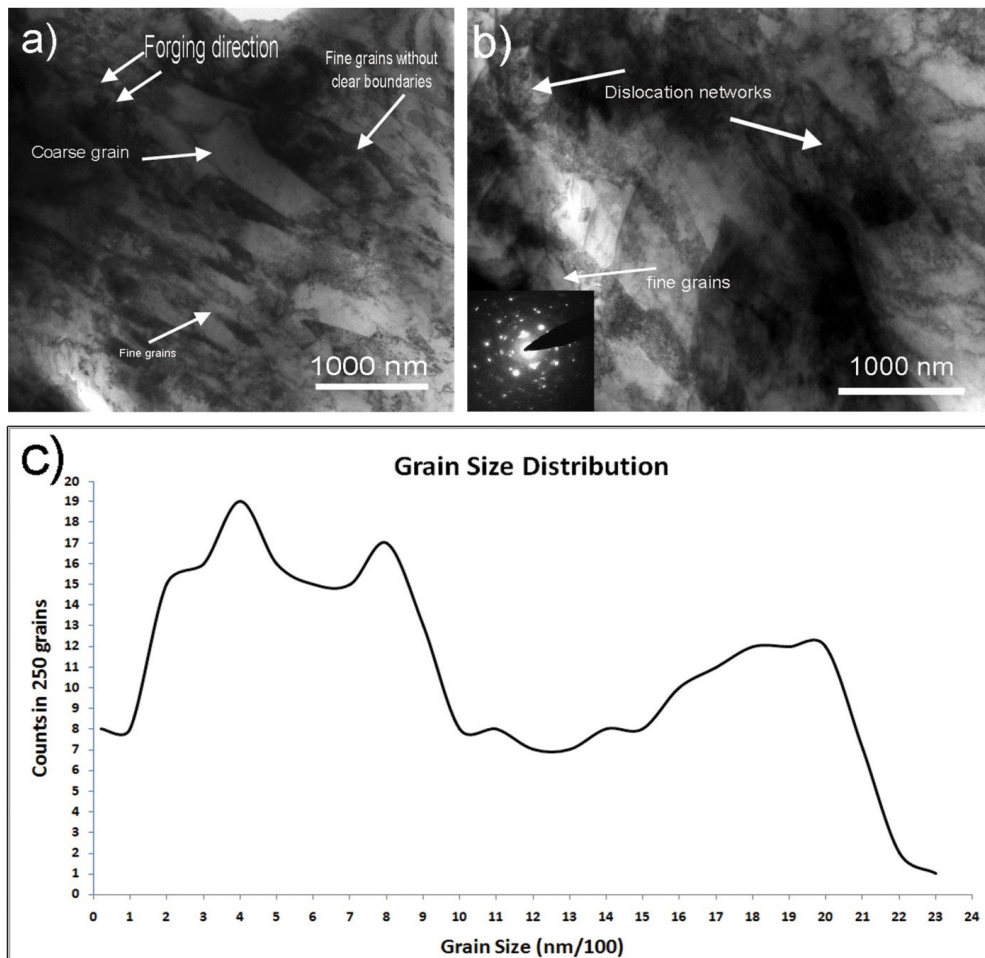 a)
Forging direction
Fine grains without
clear boundaries
Coarse grain
Fine grains
1000 nm
b)
Dislocation networks
fine grains
1000 nm
c)
Grain Size Distribution
20
19
18
17
16
15
14
13
12
11
10
9
8
7
6
5
4
3
2
1
0
Counts in 250 grains
0 1 2 3 4 5 6 7 8 9 10 11 12 13 14 15 16 17 18 19 20 21 22 23 24
Grain Size (nm/100)